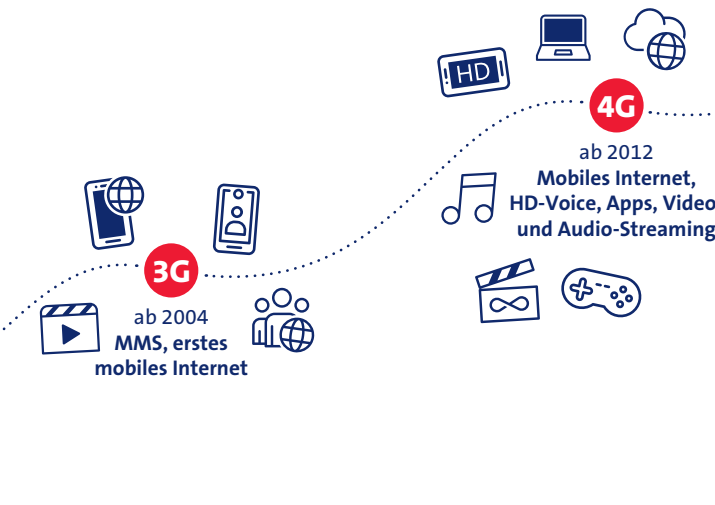 HD
4G
ab 2012
Mobiles Internet,
HD-Voice, Apps, Video
und Audio-Streaming
3G
ab 2004
MMS, erstes
mobiles Internet